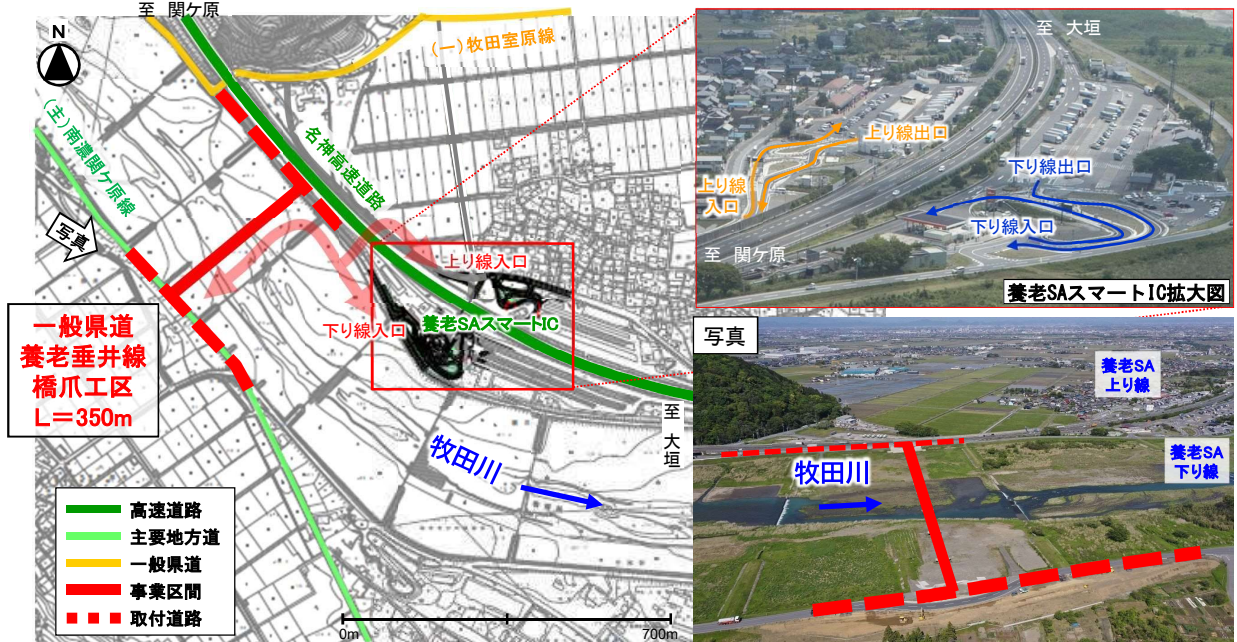 至 関ケ原
N
(一)牧田室原線
(主)南濃関ケ原線
名神高速道路
写真
上り線入口
下り線入口
養老SAスマートIC
一般県道
養老垂井線
橋爪工区
L=350m
至 大垣
牧田川
高速道路
主要地方道
一般県道
事業区間
取付道路
0m
700m
至 大垣
上り線出口
上り線
入口
下り線出口
下り線入口
至 関ケ原
養老SAスマートIC拡大図
写真
養老SA
上り線
養老SA
下り線
牧田川